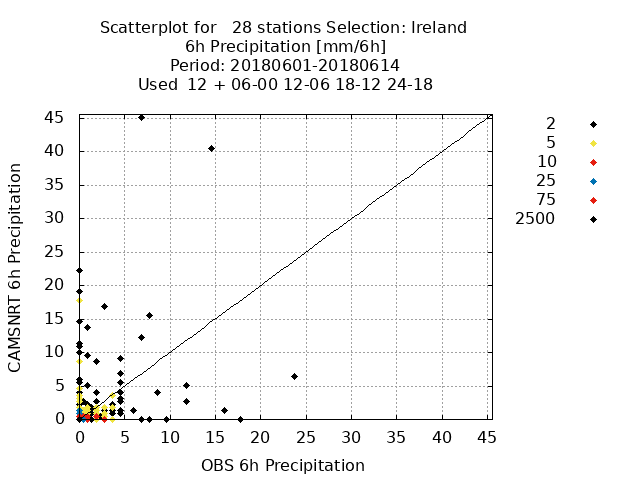 Scatterplot for   28 stations Selection: Ireland
6h Precipitation [mm/6h]
Period: 20180601-20180614
Used  12 + 06-00 12-06 18-12 24-18
2
5
10
25
75
2500
CAMSNRT 6h Precipitation
45
40
35
30
25
20
15
10
5
0
0 5 10 15 20 25 30 35 40 45
OBS 6h Precipitation